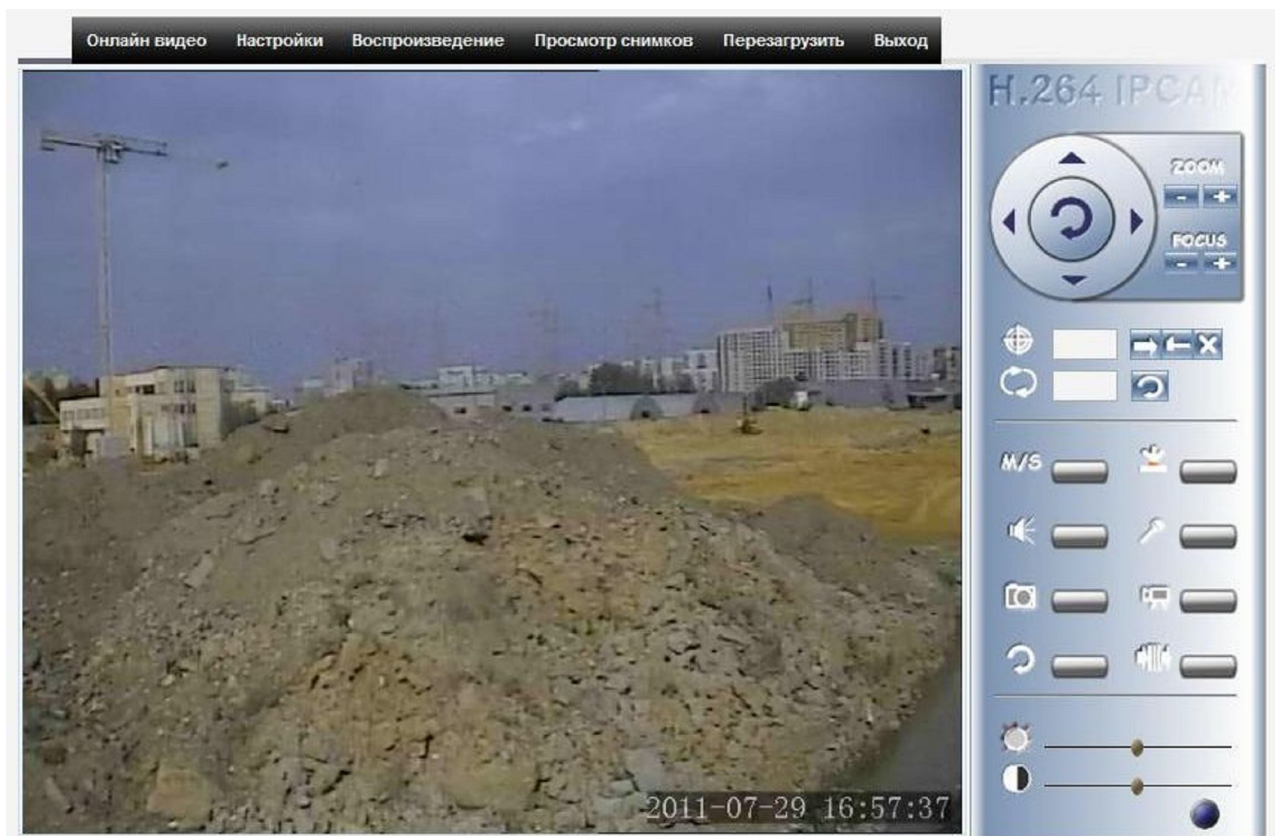 Онлайн видео Настройки Воспроизведение Просмотр снимков Перезагрузить Выход
H.264 IPCAM
ZOOM
- +
FOCUS
- +
M/S
2011-07-29 16:57:37